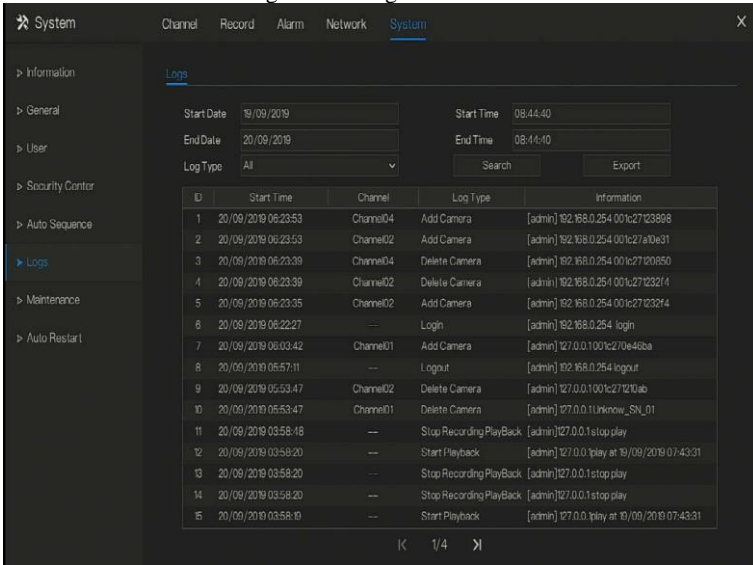 System Channel Record Alarm Network System X
Information
General
User
Security Center
Auto Sequence
Logs
Maintenance
Auto Restart
Logs
Start Date 19/09/2019 Start Time 08:44:40
End Date 20/09/2019 End Time 08:44:40
Log Type All Search Export
ID Start Time Channel Log Type Information
1 20/09/2019 06:23:53 Channel04 Add Camera [admin] 192.168.0.254 001c27123898
2 20/09/2019 06:23:53 Channel02 Add Camera [admin] 192.168.0.254 001c27a10e31
3 20/09/2019 06:23:39 Channel04 Delete Camera [admin] 192.168.0.254 001c27120850
4 20/09/2019 06:23:39 Channel02 Delete Camera [admin] 192.168.0.254 001c271232f4
5 20/09/2019 06:23:35 Channel02 Add Camera [admin] 192.168.0.254 001c271232f4
6 20/09/2019 06:22:27 --- Login [admin] 192.168.0.254 login
7 20/09/2019 06:03:42 Channel01 Add Camera [admin] 127.0.0.1 001c270e46ba
8 20/09/2019 05:57:11 --- Logout [admin] 192.168.0.254 logout
9 20/09/2019 05:53:47 Channel02 Delete Camera [admin] 127.0.0.1 001c271210ab
10 20/09/2019 05:53:47 Channel01 Delete Camera [admin] 127.0.0.1 Unknow_SN_01
11 20/09/2019 03:58:48 --- Stop Recording PlayBack [admin]127.0.0.1 stop play
12 20/09/2019 03:58:20 --- Start Playback [admin] 127.0.0.1play at 19/09/2019 07:43:31
13 20/09/2019 03:58:20 --- Stop Recording PlayBack [admin]127.0.0.1 stop play
14 20/09/2019 03:58:20 --- Stop Recording PlayBack [admin]127.0.0.1 stop play
15 20/09/2019 03:58:19 --- Start Playback [admin] 127.0.0.1play at 19/09/2019 07:43:31
1/4